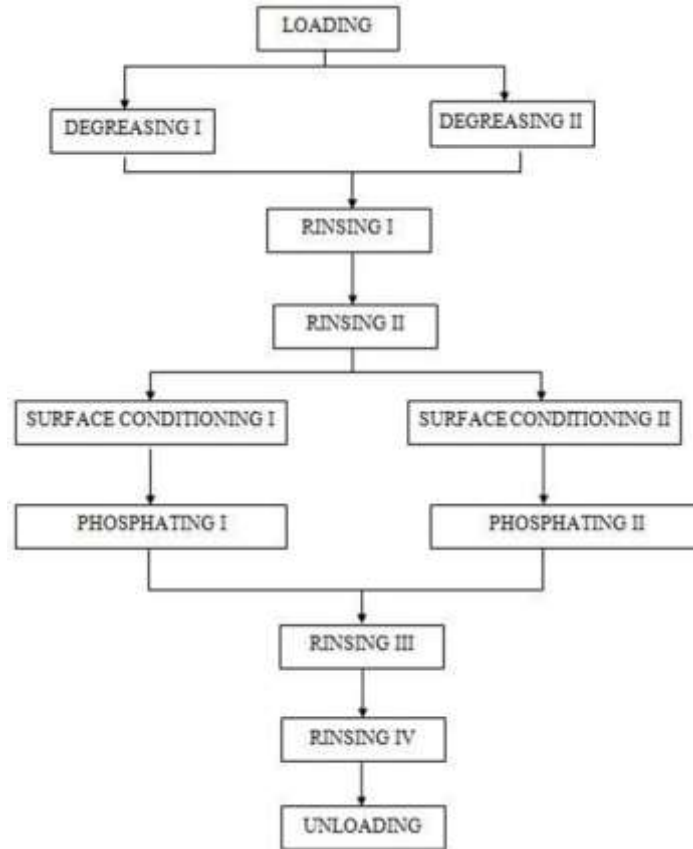 LOADING
DEGREASING I
DEGREASING II
RINSING I
RINSING II
SURFACE CONDITIONING I
SURFACE CONDITIONING II
PHOSPHATING I
PHOSPHATING II
RINSING III
RINSING IV
UNLOADING